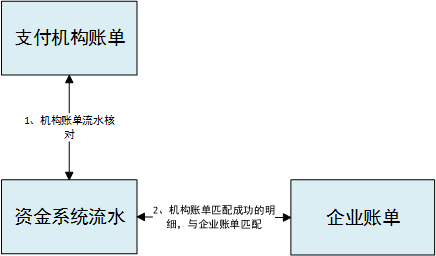 支付机构账单
1、机构账单流水核
对
资金系统流水
2、机构账单匹配成功的明
细，与企业账单匹配
企业账单